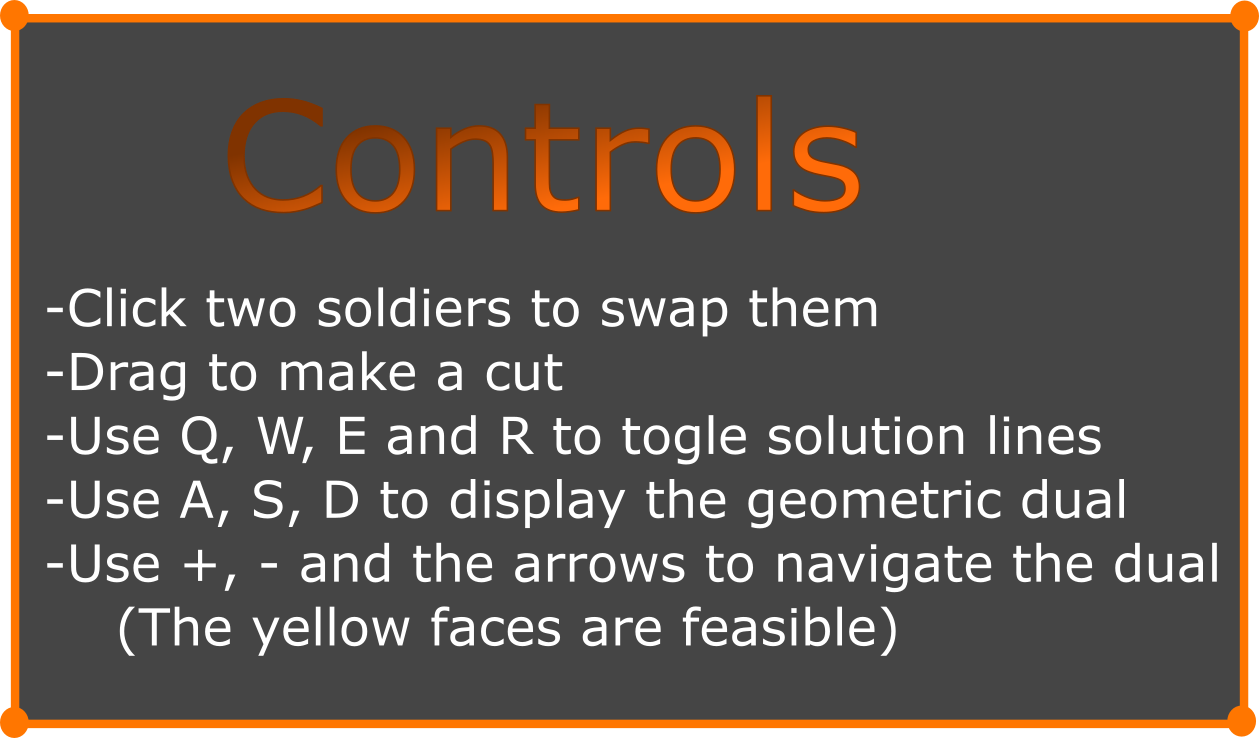 Controls
-Click two soldiers to swap them
-Drag to make a cut
-Use Q, W, E and R to togle solution lines
-Use A, S, D to display the geometric dual
-Use +, - and the arrows to navigate the dual
(The yellow faces are feasible)